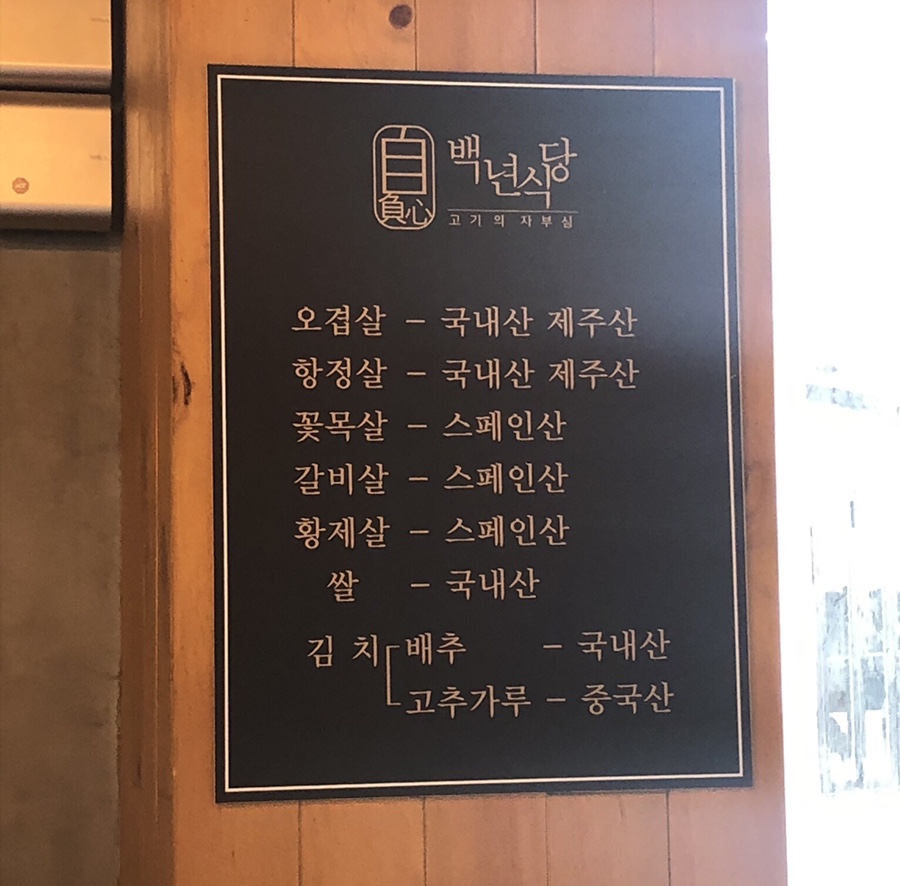 自負心
백년식당
고기의 자부심
오겹살 - 국내산 제주산
항정살 - 국내산 제주산
꽃목살 - 스페인산
갈비살 - 스페인산
황제살 - 스페인산
쌀 - 국내산
김 치 배추 - 국내산
고추가루 - 중국산